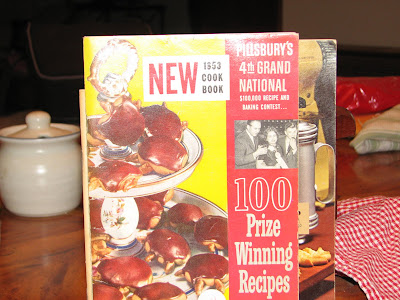 NEW
1953
COOK
BOOK
PILLSBURY'S
4th GRAND
NATIONAL
$100,000 RECIPE AND
BAKING CONTEST...
100
Prize
Winning
Recipes